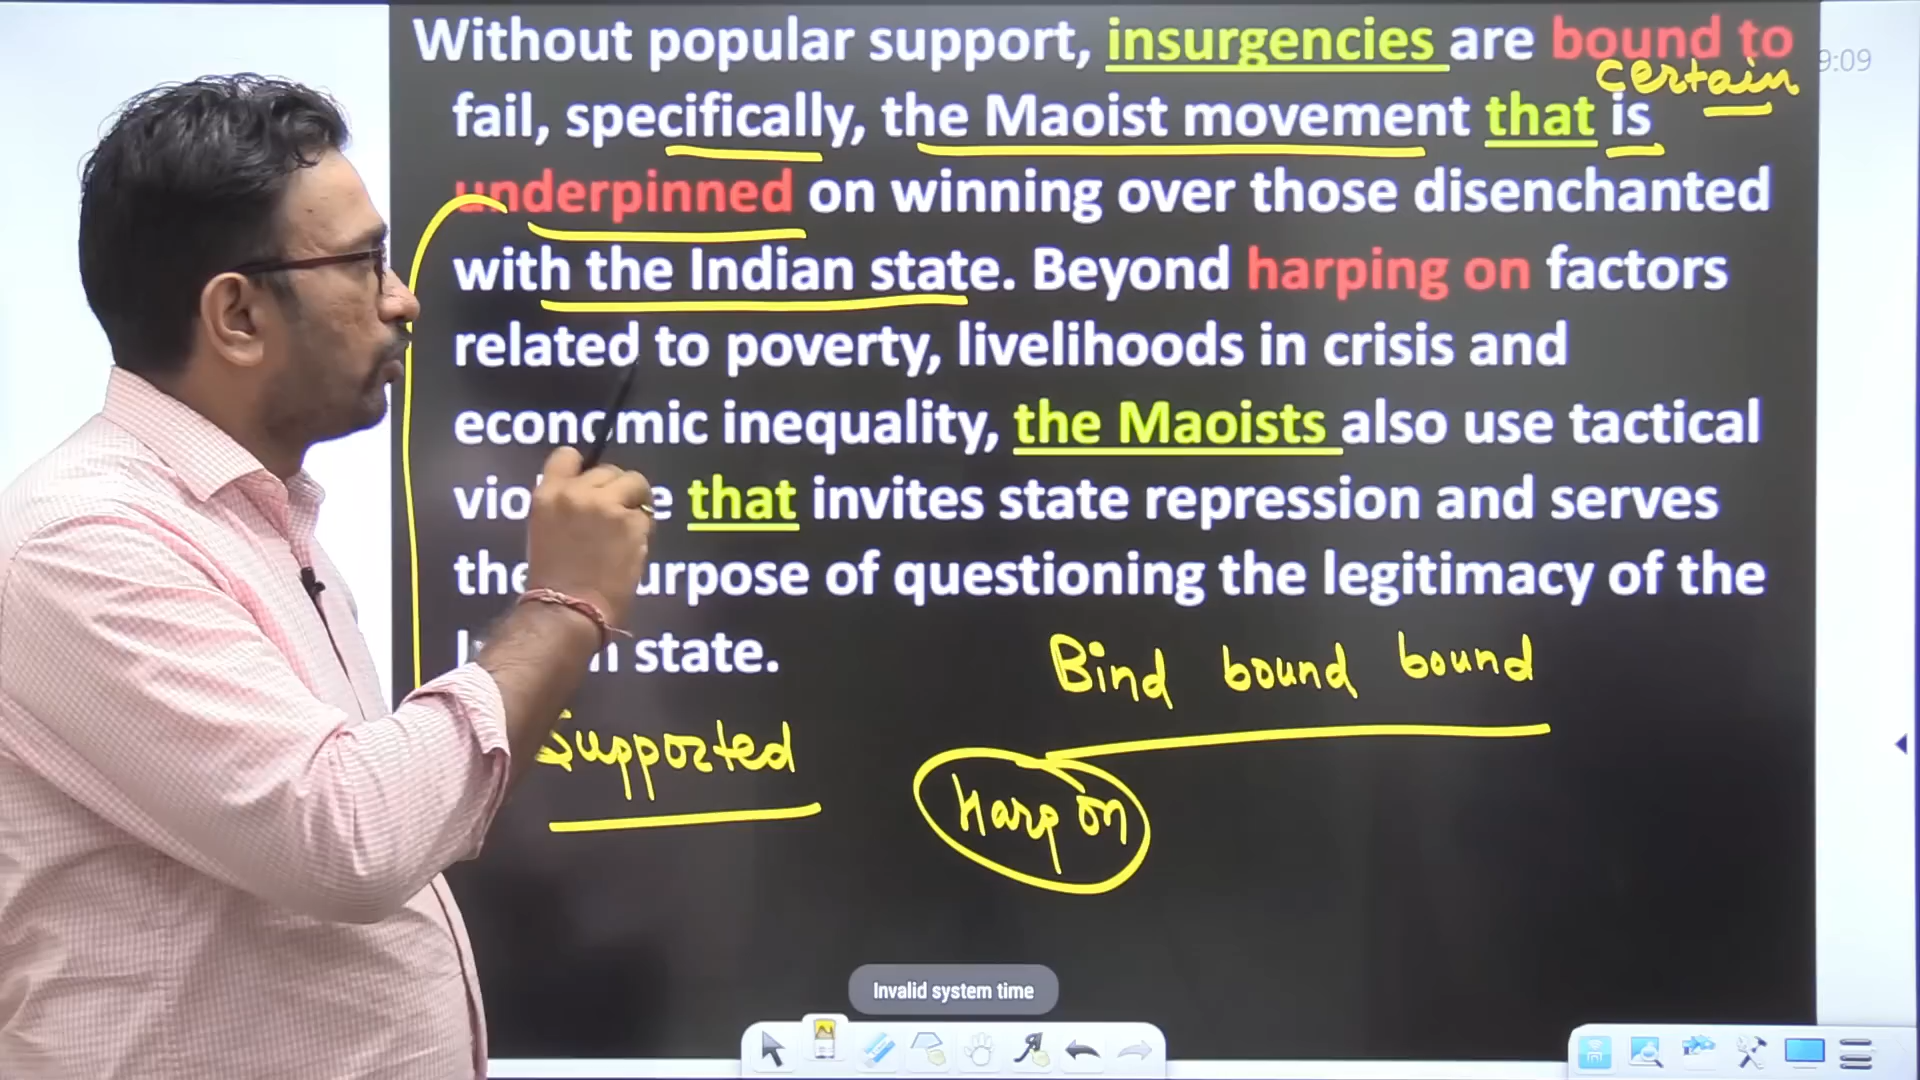 Without popular support, insurgencies are bound to
9:09
certain
fail, specifically, the Maoist movement that is
underpinned on winning over those disenchanted
with the Indian state. Beyond harping on factors
related to poverty, livelihoods in crisis and
economic inequality, the Maoists also use tactical
that invites state repression and serves
the purpose of questioning the legitimacy of the
state.
Bind bound bound
Supported
Harp on
Invalid system time